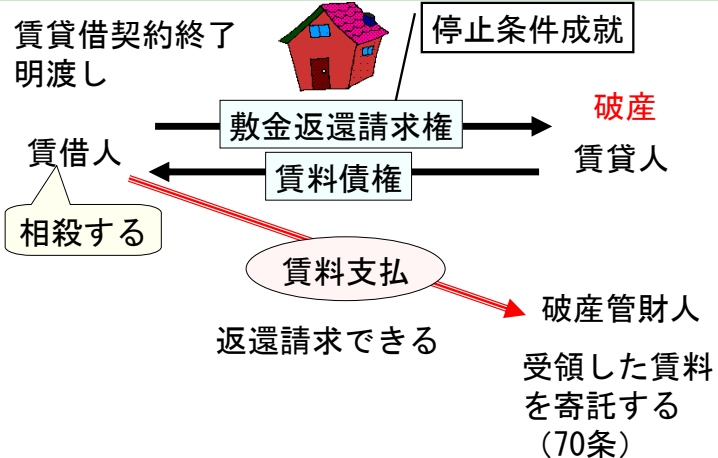 賃貸借契約終了
明渡し
停止条件成就
敷金返還請求権
破産
賃借人
賃貸人
賃料債権
相殺する
賃料支払
破産管財人
返還請求できる
受領した賃料
を寄託する
（70条）